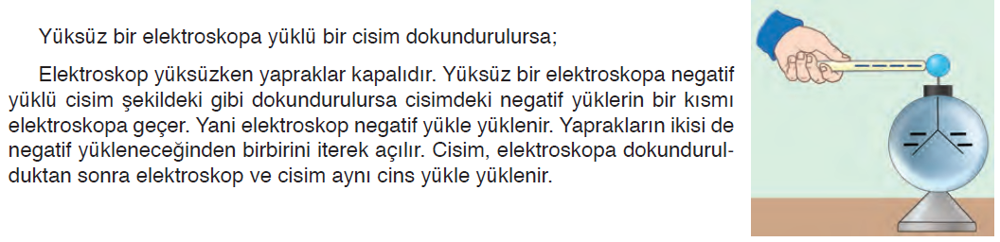 Yüksüz bir elektroskopa yüklü bir cisim dokundurulursa;
Elektroskop yüksüzken yapraklar kapalıdır. Yüksüz bir elektroskopa negatif
yüklü cisim şekildeki gibi dokundurulursa cisimdeki negatif yüklerin bir kısmı
elektroskopa geçer. Yani elektroskop negatif yükle yüklenir. Yaprakların ikisi de
negatif yükleneceğinden birbirini iterek açılır. Cisim, elektroskopa dokundurul-
duktan sonra elektroskop ve cisim aynı cins yükle yüklenir.